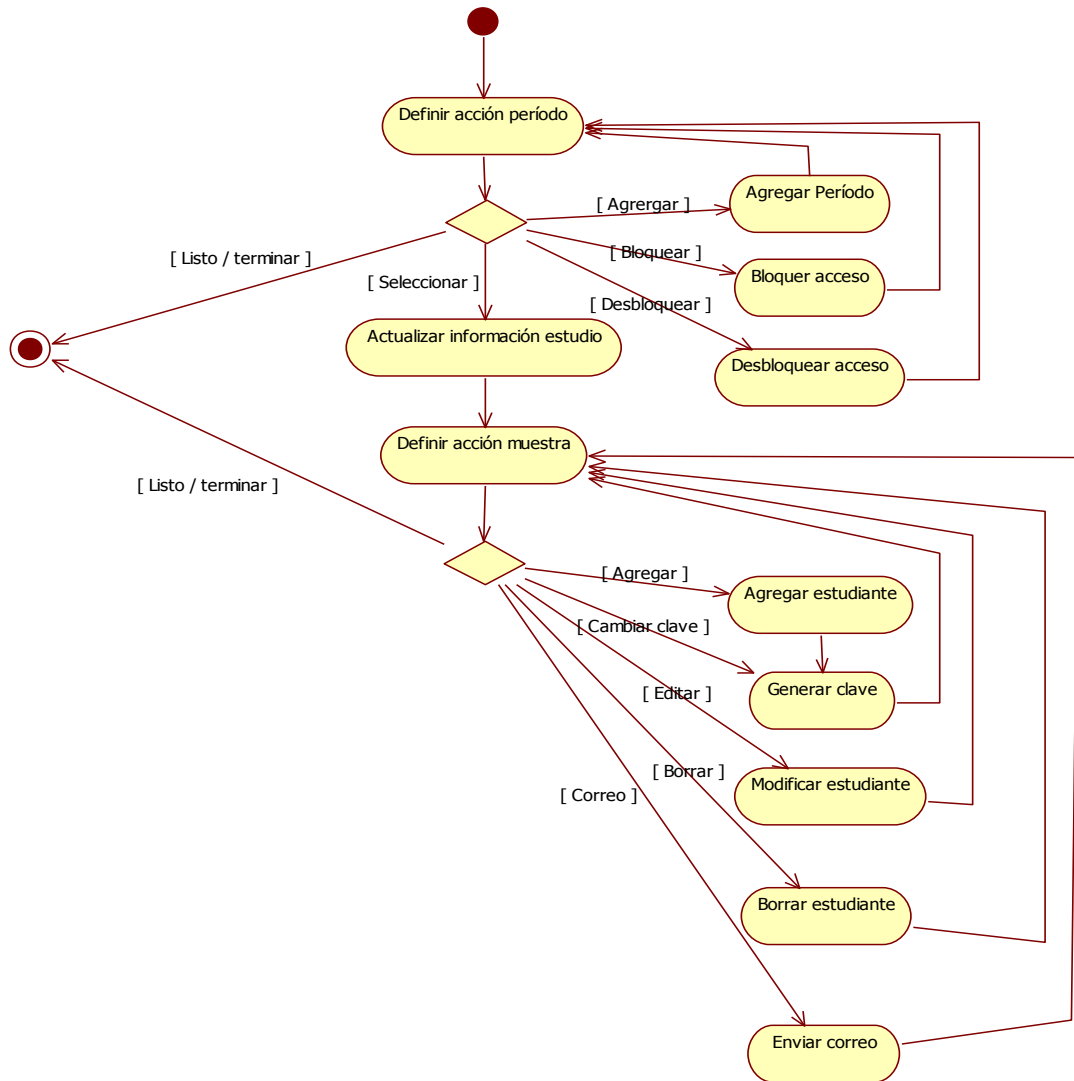 Definir acción período
Agregar Período
[ Agrergar ]
[ Bloquear ]
[ Listo / terminar ]
Bloquer acceso
[ Seleccionar ]
[ Desbloquear ]
Actualizar información estudio
Desbloquear acceso
Definir acción muestra
[ Listo / terminar ]
[ Agregar ]
Agregar estudiante
[ Cambiar clave ]
Generar clave
[ Editar ]
[ Borrar ]
Modificar estudiante
[ Correo ]
Borrar estudiante
Enviar correo